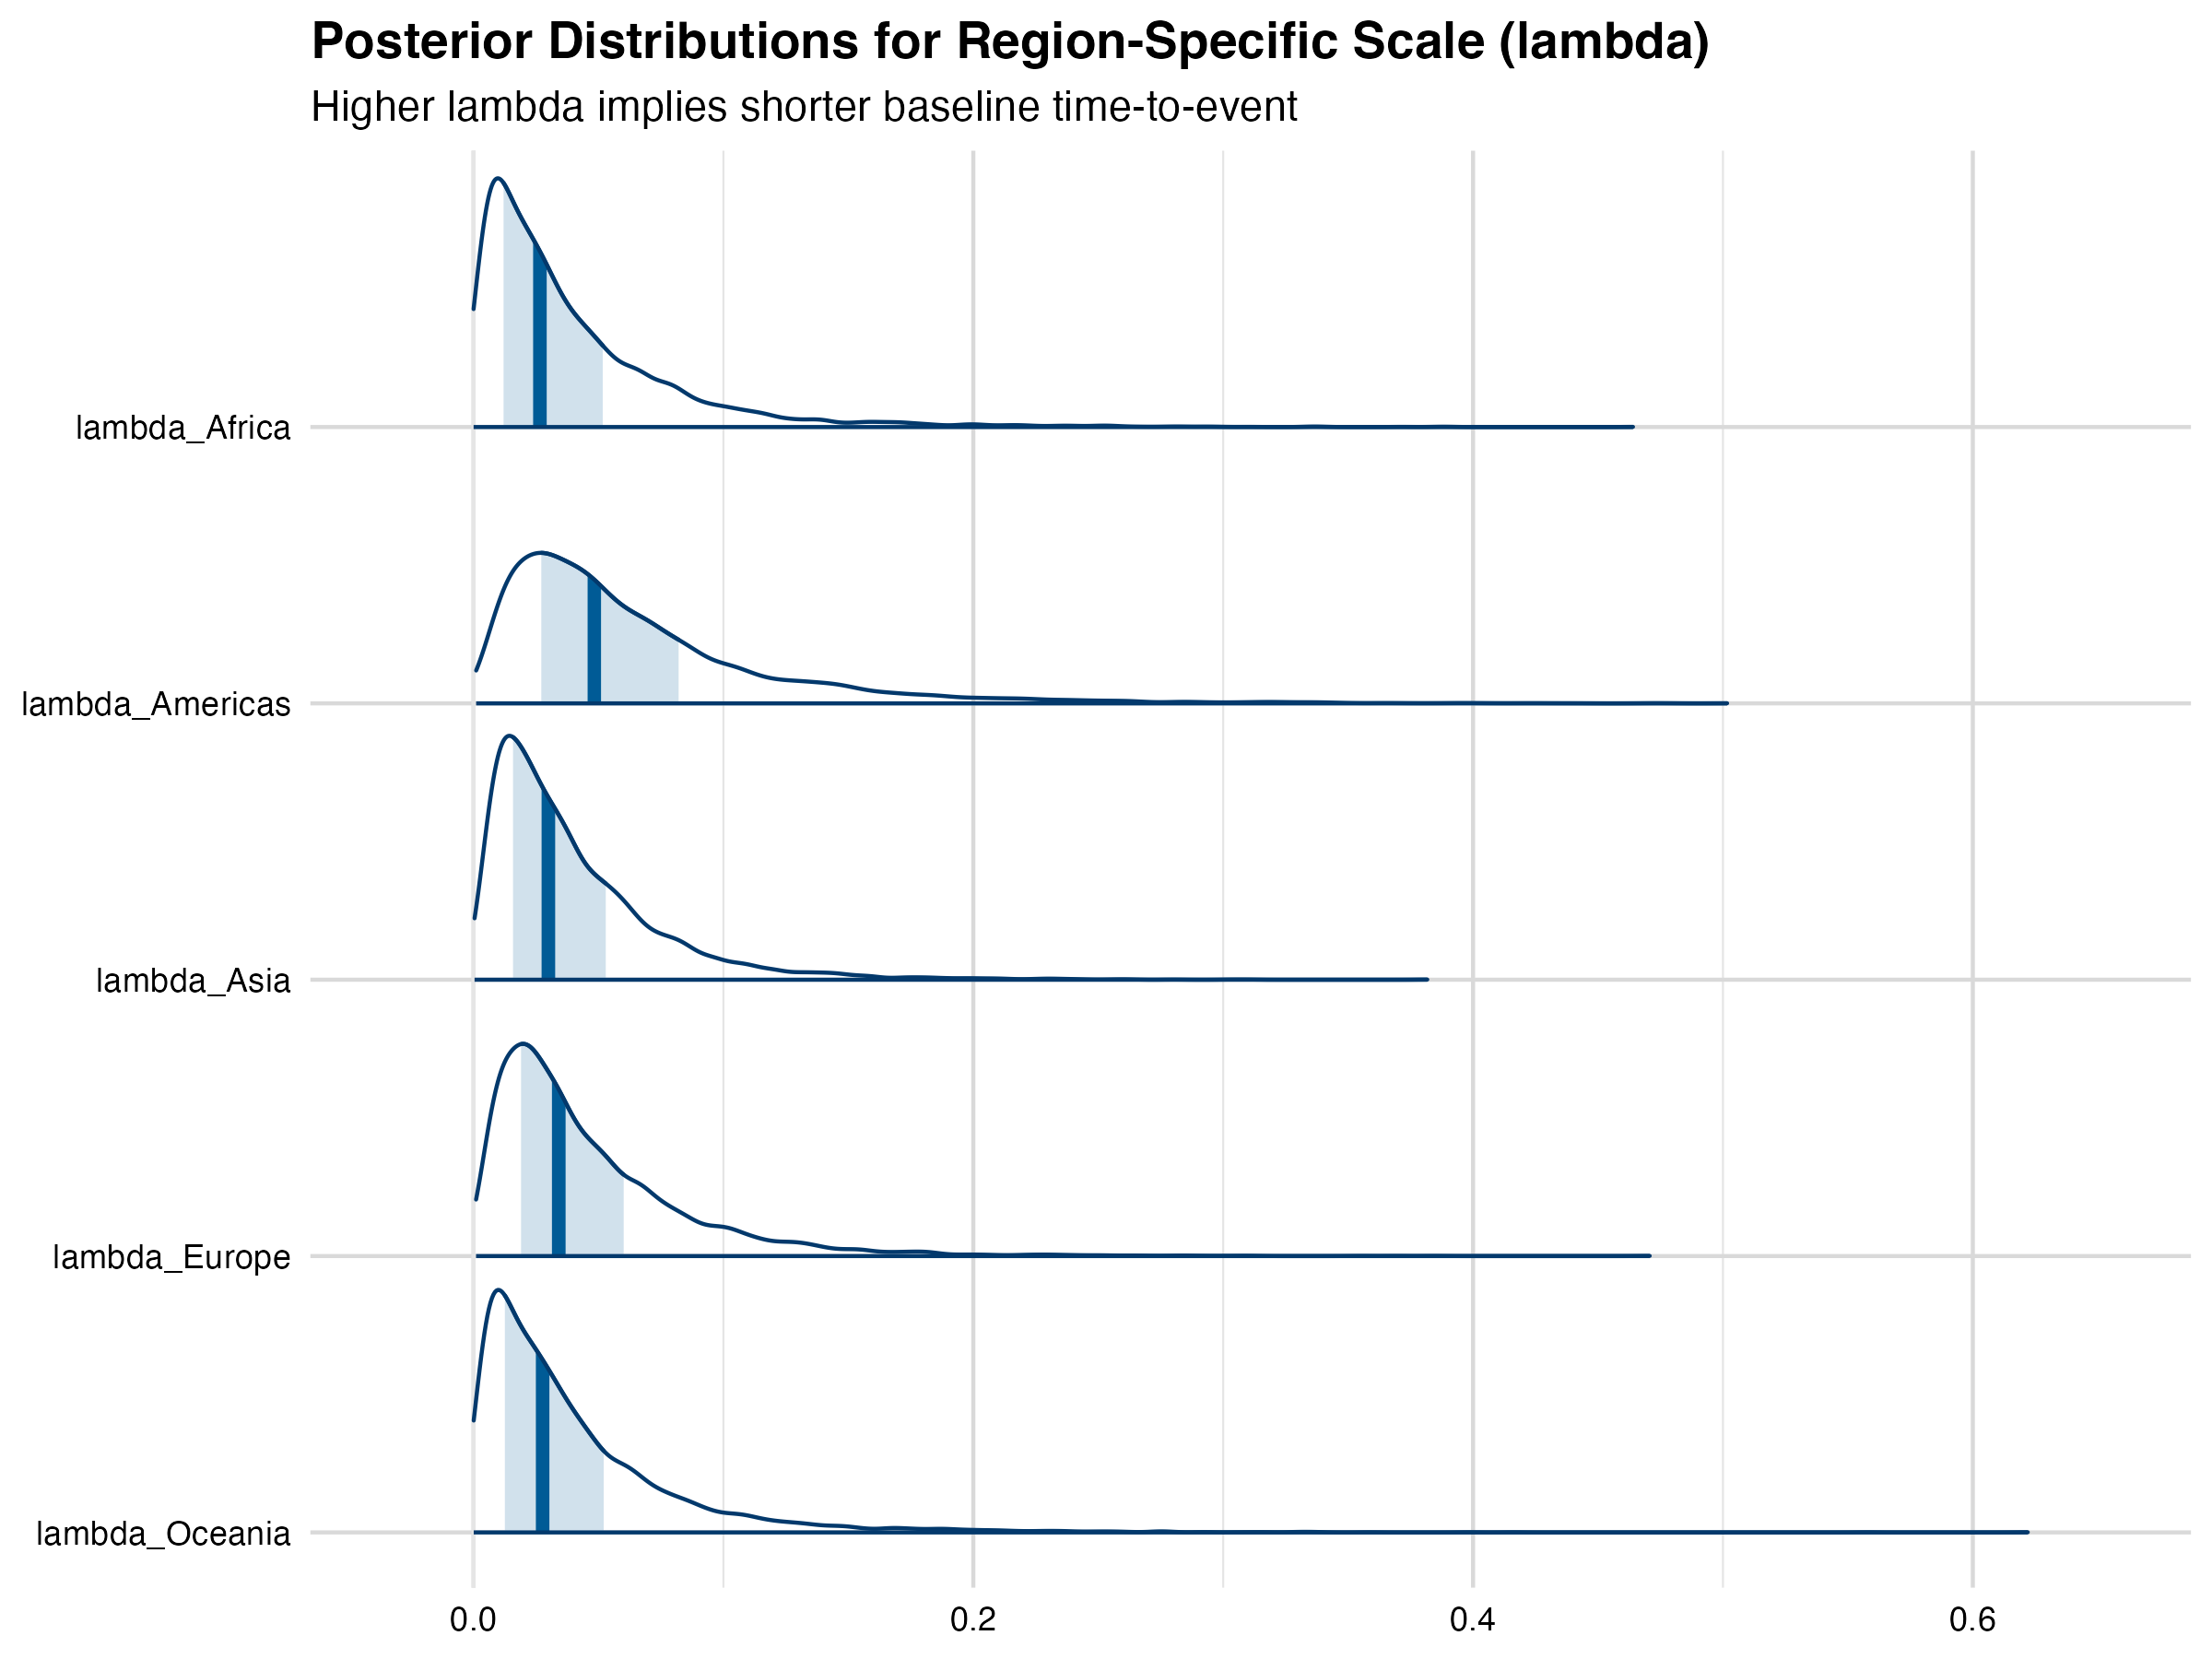 Posterior Distributions for Region-Specific Scale (lambda)
Higher lambda implies shorter baseline time-to-event
lambda_Africa
lambda_Americas
lambda_Asia
lambda_Europe
lambda_Oceania
0.0 0.2 0.4 0.6